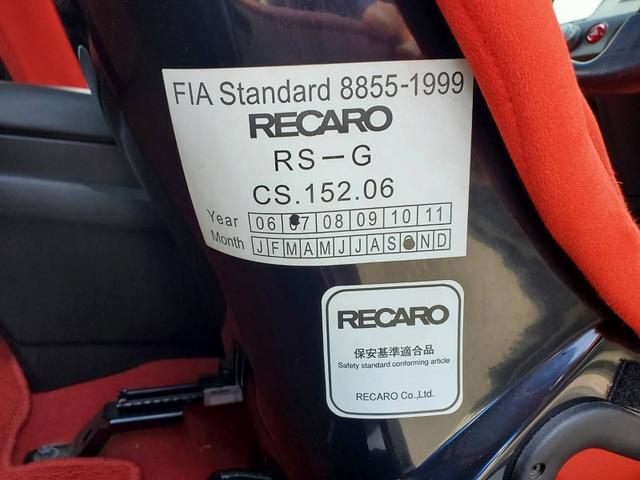 FIA Standard 8855-1999
RECARO
RS-G
CS.152.06
Year 06 07 08 09 10 11
Month J F M A M J J A S O N D
RECARO
保安基準適合品
Safety standard conforming article
RECARO Co.,Ltd.